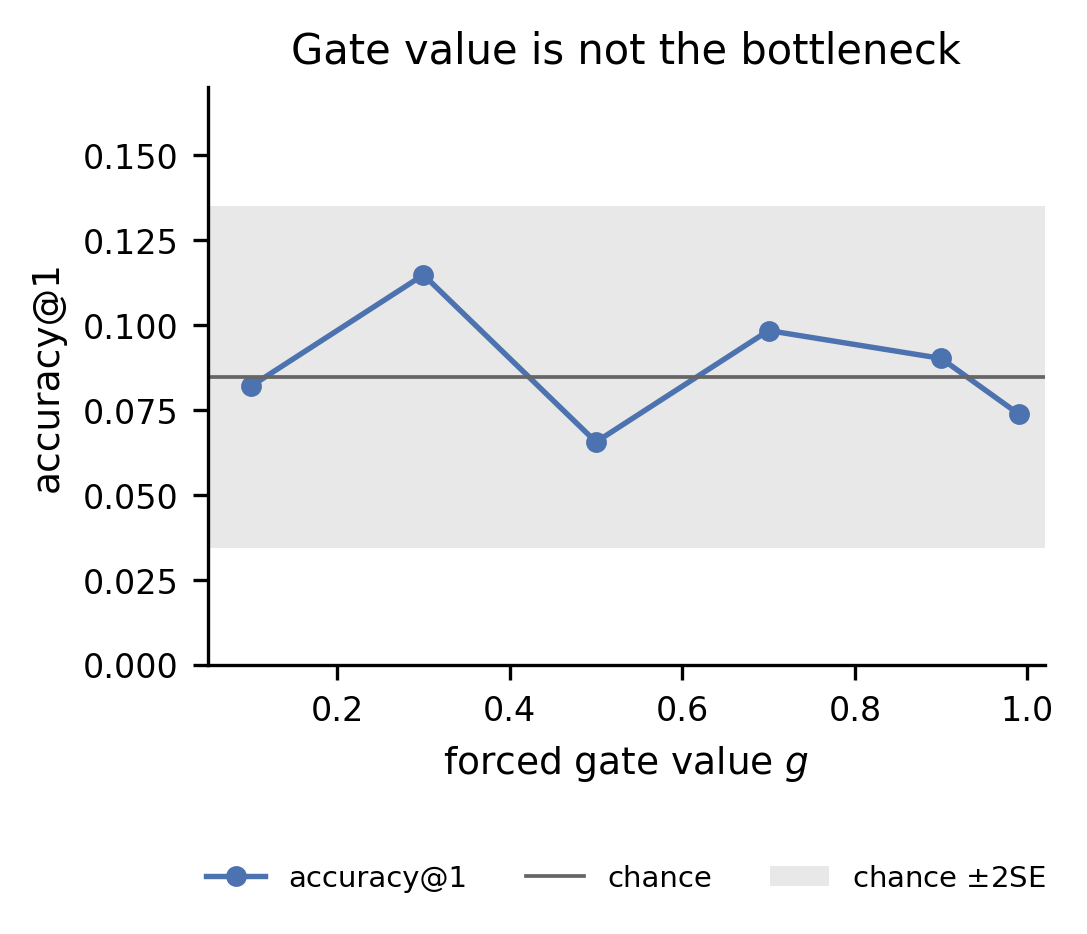 Gate value is not the bottleneck
accuracy@1
0.150
0.125
0.100
0.075
0.050
0.025
0.000
0.2 0.4 0.6 0.8 1.0
forced gate value g
accuracy@1 chance chance ±2SE